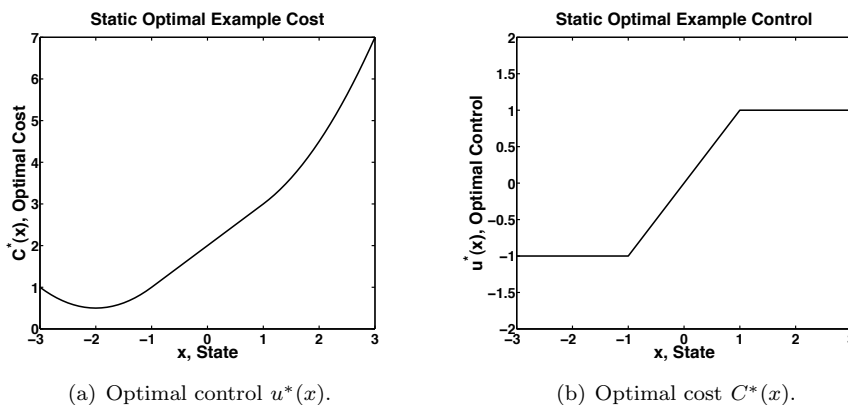 Static Optimal Example Cost
7
6
5
4
3
2
1
0
−3 −2 −1 0 1 2 3
C*(x), Optimal Cost
x, State
(a) Optimal control u*(x).
Static Optimal Example Control
2
1.5
1
0.5
0
−0.5
−1
−1.5
−2
−3 −2 −1 0 1 2 3
u*(x), Optimal Control
x, State
(b) Optimal cost C*(x).